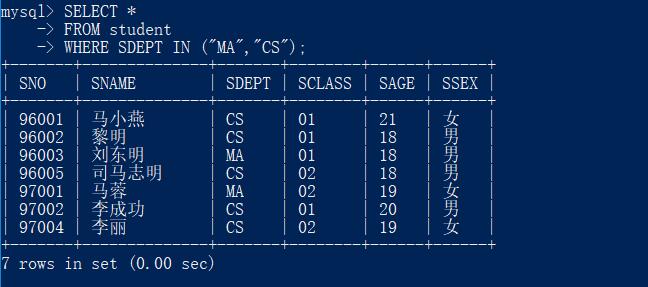 mysql> SELECT *
    -> FROM student
    -> WHERE SDEPT IN ("MA","CS");
+-------+--------------+-------+--------+------+------+
| SNO   | SNAME        | SDEPT | SCLASS | SAGE | SSEX |
+-------+--------------+-------+--------+------+------+
| 96001 | 马小燕 | CS | 01 | 21 | 女 |
| 96002 | 黎明 | CS | 01 | 18 | 男 |
| 96003 | 刘东明 | MA | 01 | 18 | 男 |
| 96005 | 司马志明 | CS | 02 | 18 | 男 |
| 97001 | 马蓉 | MA | 02 | 19 | 女 |
| 97002 | 李成功 | CS | 01 | 20 | 男 |
| 97004 | 李丽 | CS | 02 | 19 | 女 |
+-------+--------------+-------+--------+------+------+
7 rows in set (0.00 sec)